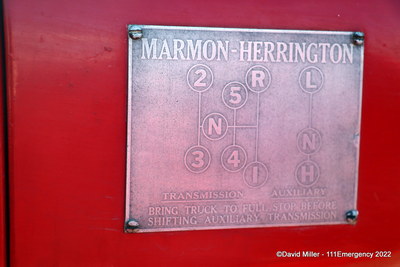 MARMON-HERRINGTON
2 R L
5
N
N
3 4 I H
TRANSMISSION AUXILIARY
BRING TRUCK TO FULL STOP BEFORE
SHIFTING AUXILIARY TRANSMISSION
©David Miller - 111Emergency 2022